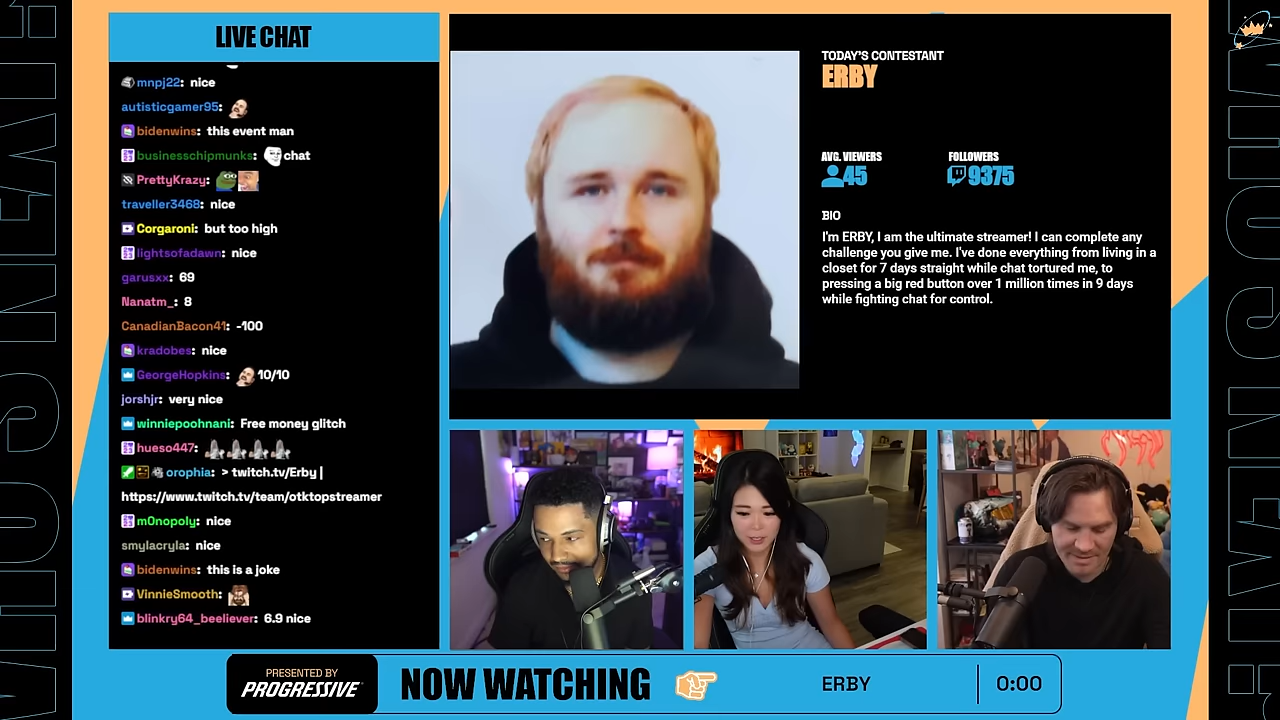 LIVE CHAT
mnpj22: nice
autisticgamer95:
bidenwins: this event man
businesschipmunks: chat
PrettyKrazy:
traveller3468: nice
Corgaroni: but too high
lightsofadawn: nice
garusxx: 69
Nanatm_: 8
CanadianBacon41: -100
kradobes: nice
GeorgeHopkins: 10/10
jorshjr: very nice
winniepoohnani: Free money glitch
hueso447:
orophia: > twitch.tv/Erby |
https://www.twitch.tv/team/otktopstreamer
m0nopoly: nice
smylacryla: nice
bidenwins: this is a joke
VinnieSmooth:
blinkry64_beeliever: 6.9 nice
TODAY'S CONTESTANT
ERBY
AVG. VIEWERS
45
FOLLOWERS
9375
BIO
I'm ERBY, I am the ultimate streamer! I can complete any
challenge you give me. I've done everything from living in a
closet for 7 days straight while chat tortured me, to
pressing a big red button over 1 million times in 9 days
while fighting chat for control.
PRESENTED BY
PROGRESSIVE
NOW WATCHING
ERBY
0:00